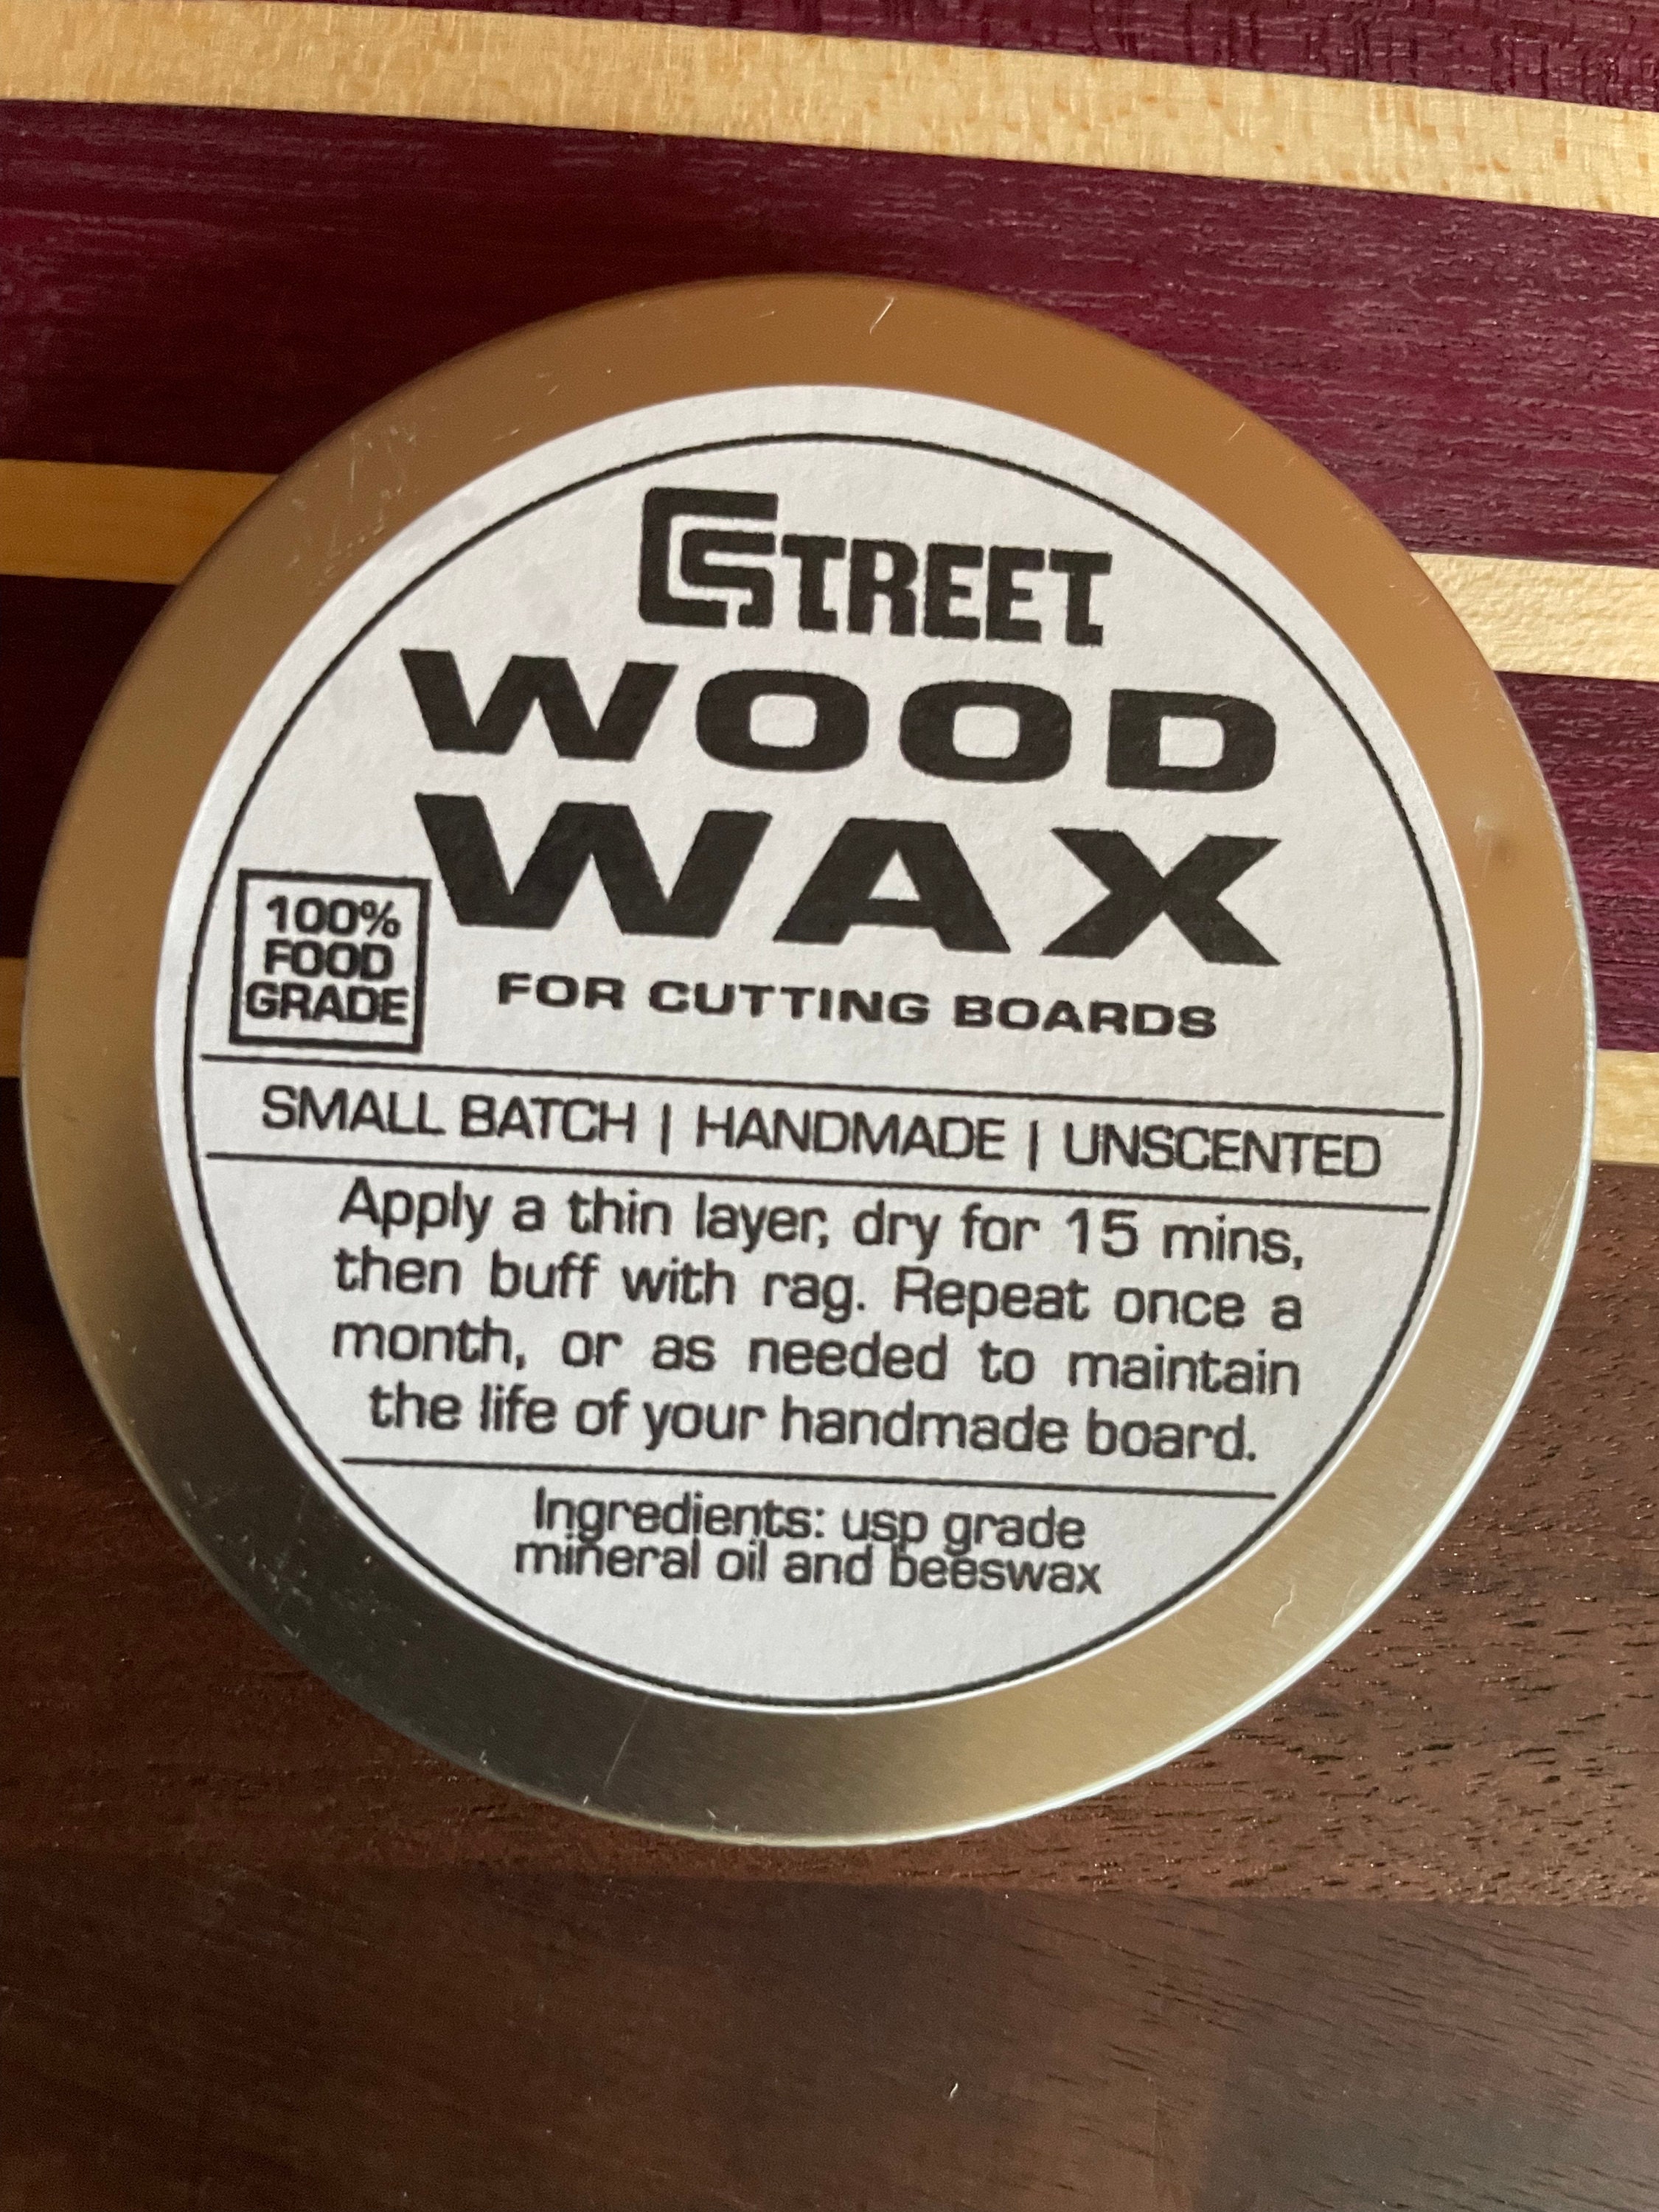 CSTREET
WOOD
WAX
100%
FOOD
GRADE
FOR CUTTING BOARDS
SMALL BATCH | HANDMADE | UNSCENTED
Apply a thin layer, dry for 15 mins,
then buff with rag. Repeat once a
month, or as needed to maintain
the life of your handmade board.
Ingredients: usp grade
mineral oil and beeswax